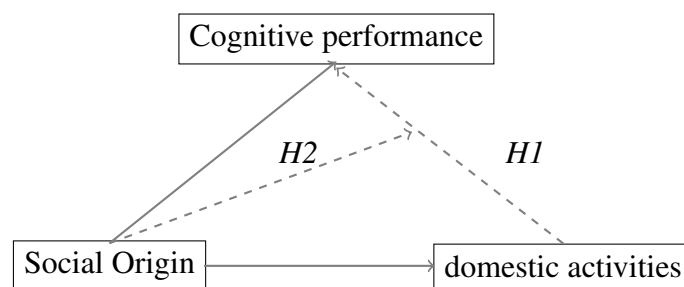 Cognitive performance
H2
H1
Social Origin
domestic activities